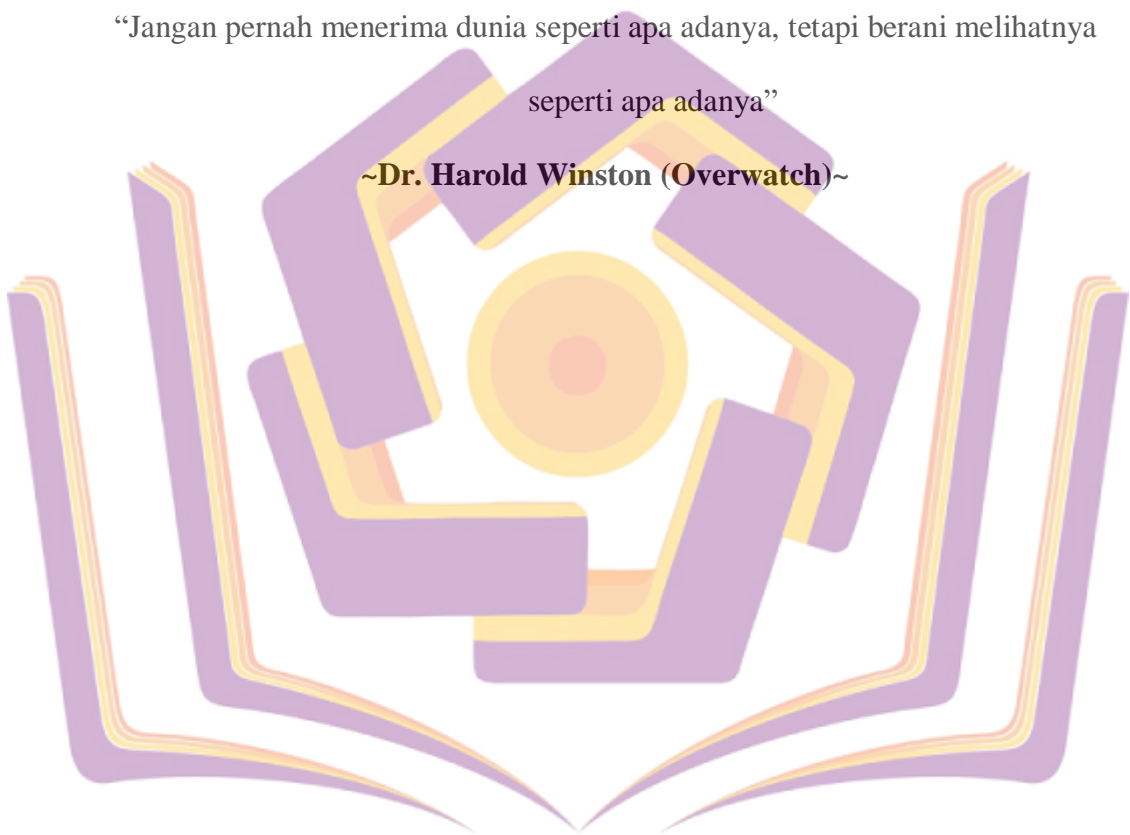 “Jangan pernah menerima dunia seperti apa adanya, tetapi berani melihatnya
seperti apa adanya”
~Dr. Harold Winston (Overwatch)~